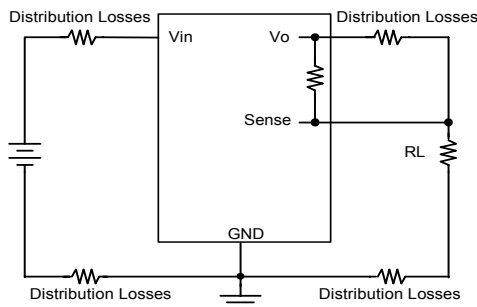 Distribution Losses
Distribution Losses
Vin
Vo
Sense
RL
GND
Distribution Losses
Distribution Losses